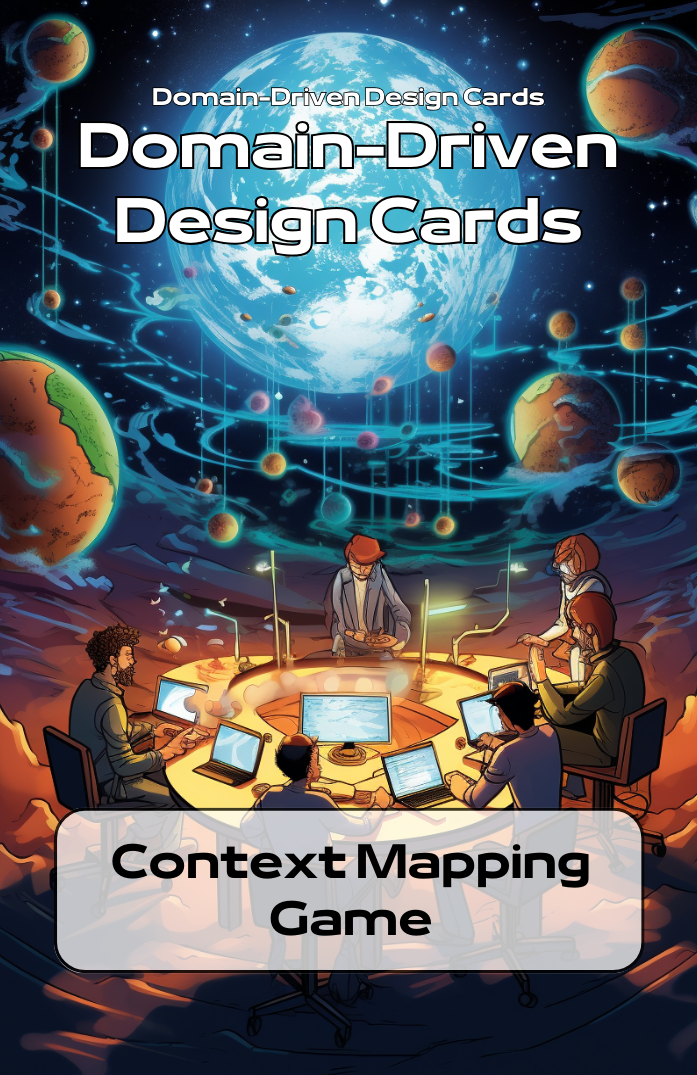 Domain-Driven Design Cards
Domain-Driven
Design Cards
Context Mapping
Game